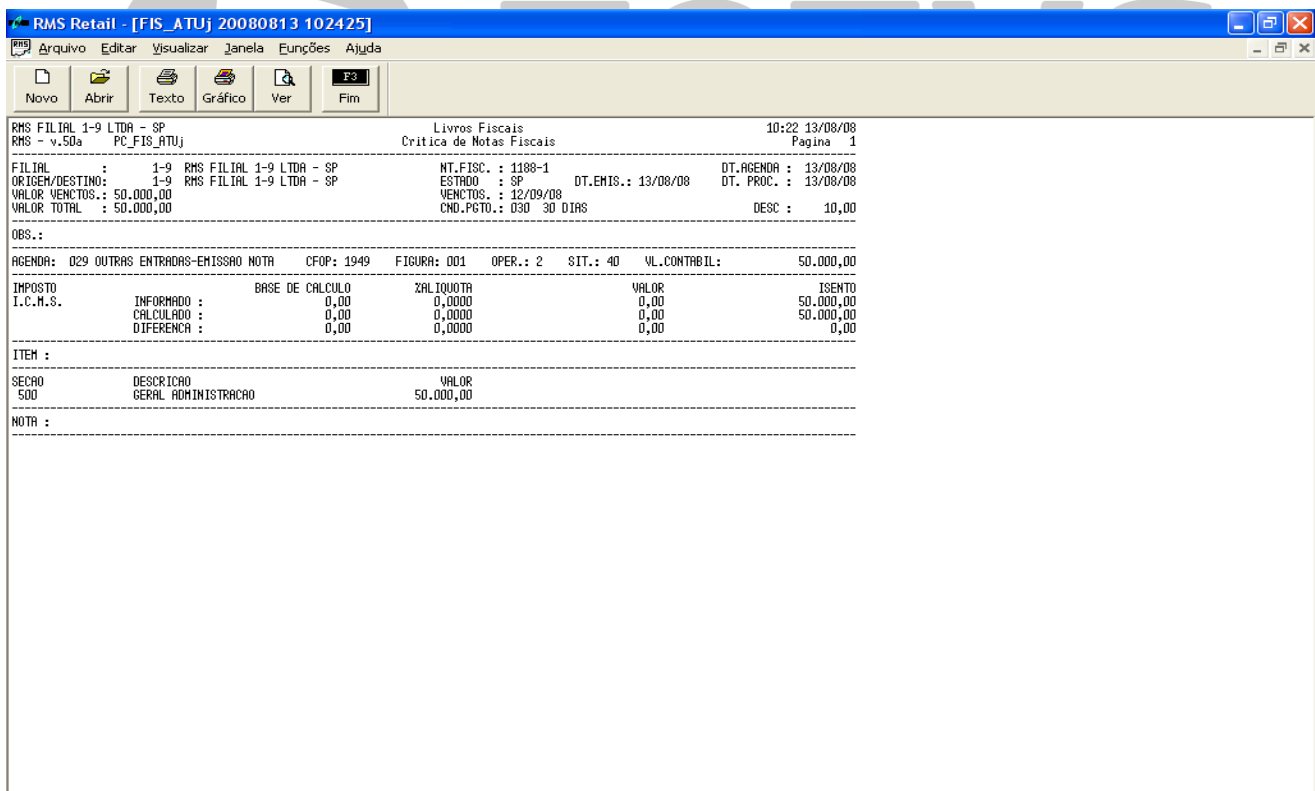 RMS Retail - [FIS_ATUj 20080813 102425]
Arquivo Editar Visualizar Janela Funções Ajuda
Novo Abrir Texto Gráfico Ver F3 Fim
RMS FILIAL 1-9 LTDA - SP Livros Fiscais 10:22 13/08/08
RMS - v.50a PC_FIS_ATUj Critica de Notas Fiscais Pagina 1
FILIAL : 1-9 RMS FILIAL 1-9 LTDA - SP NT.FISC. : 1188-1 DT.AGENDA : 13/08/08
ORIGEM/DESTINO: 1-9 RMS FILIAL 1-9 LTDA - SP ESTADO : SP DT.EMIS.: 13/08/08 DT. PROC. : 13/08/08
VALOR VENCTOS.: 50.000,00 VENCTOS. : 12/09/08
VALOR TOTAL : 50.000,00 CND.PGTO.: 030 30 DIAS DESC : 10,00
OBS.:
AGENDA: 029 OUTRAS ENTRADAS-EMISSAO NOTA CFOP: 1949 FIGURA: 001 OPER.: 2 SIT.: 40 VL.CONTABIL: 50.000,00
IMPOSTO BASE DE CALCULO %ALIQUOTA VALOR ISENTO
I.C.M.S. INFORMADO : 0,00 0,0000 0,00 50.000,00
CALCULADO : 0,00 0,0000 0,00 50.000,00
DIFERENCA : 0,00 0,0000 0,00 0,00
ITEM :
SECAO DESCRICAO VALOR
500 GERAL ADMINISTRACAO 50.000,00
NOTA :